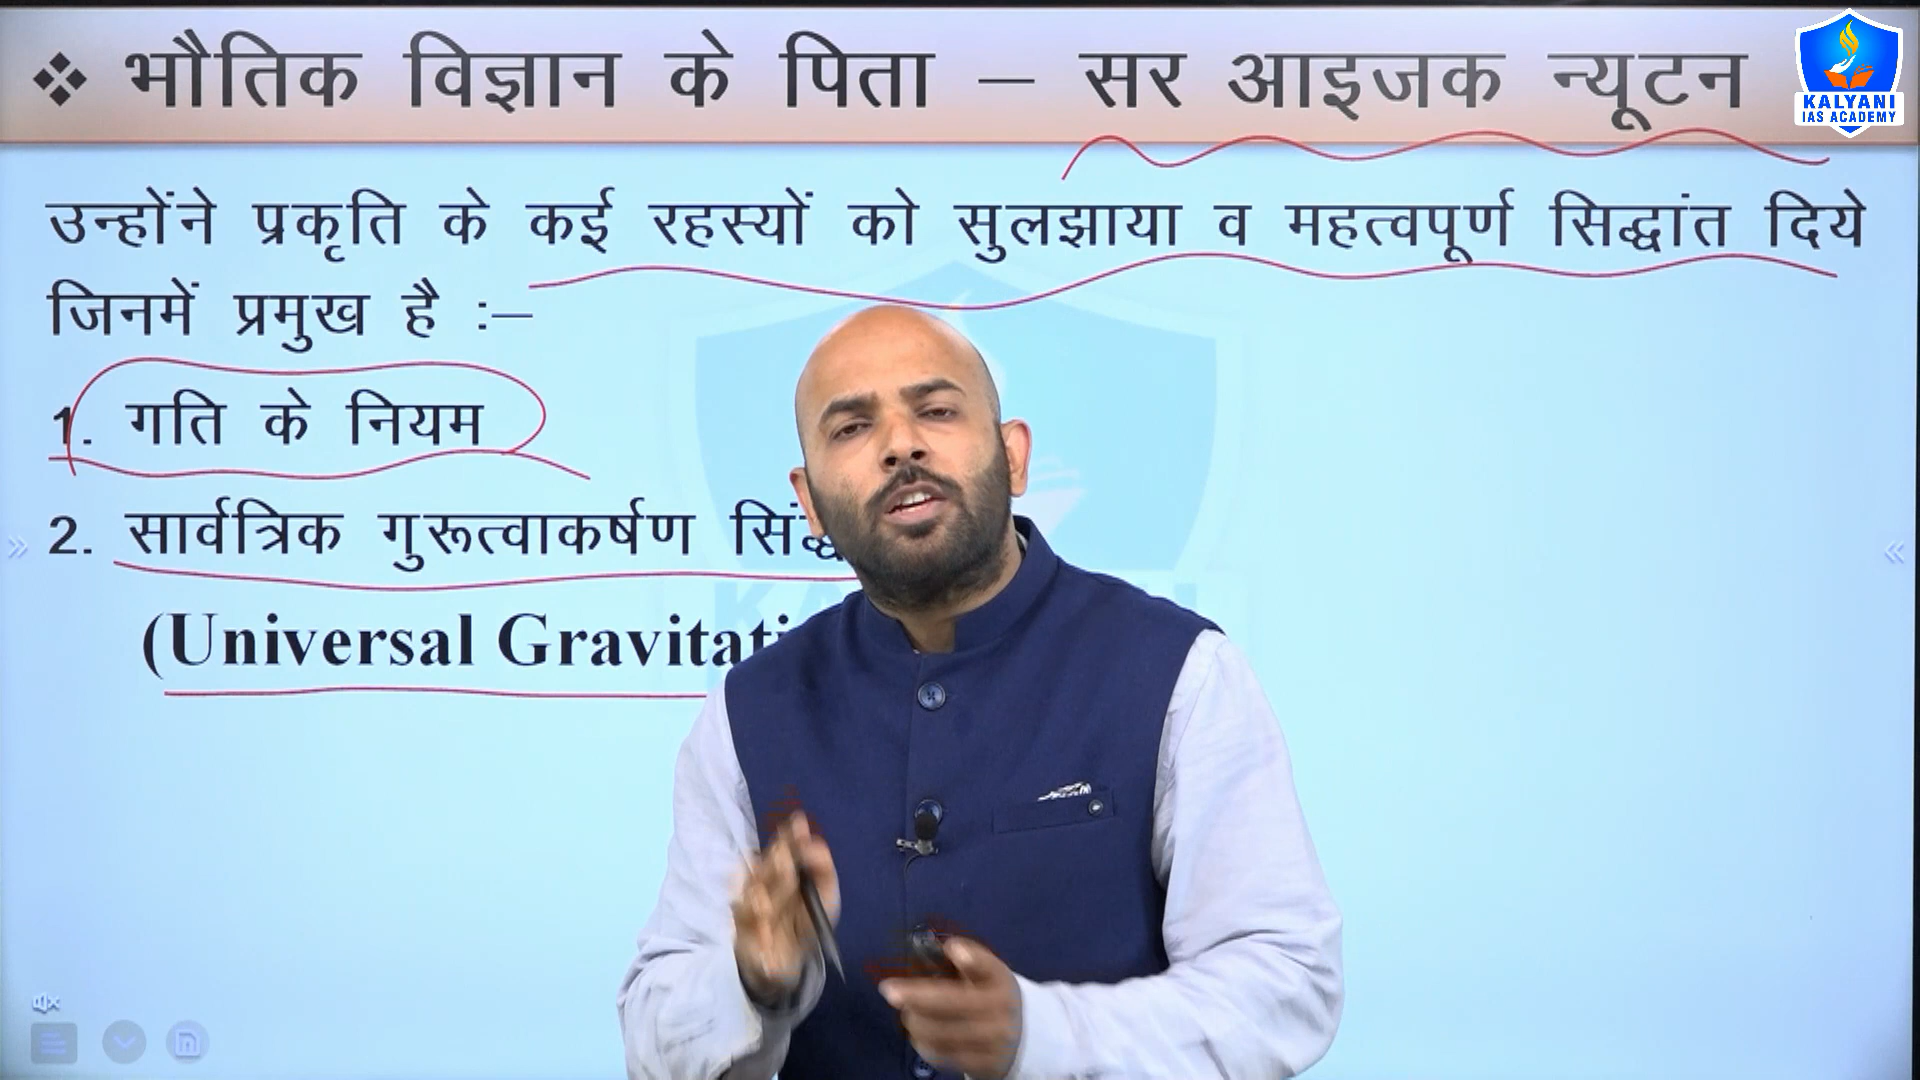 ❖ भौतिक विज्ञान के पिता – सर आइजक न्यूटन
KALYANI
IAS ACADEMY
उन्होंने प्रकृति के कई रहस्यों को सुलझाया व महत्वपूर्ण सिद्धांत दिये
जिनमें प्रमुख है :–
1. गति के नियम
2. सार्वत्रिक गुरूत्वाकर्षण
(Universal